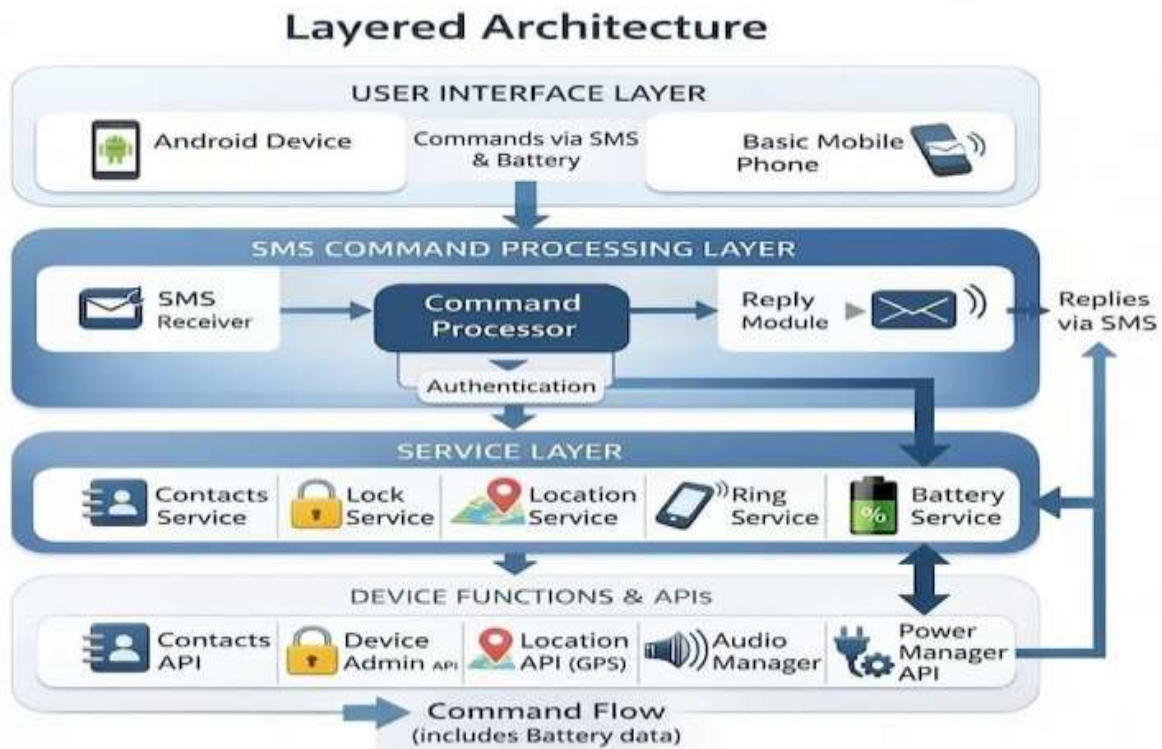 Layered Architecture
USER INTERFACE LAYER
Android Device
Commands via SMS
& Battery
Basic Mobile
Phone
SMS COMMAND PROCESSING LAYER
SMS
Receiver
Command
Processor
Reply
Module
Replies
via SMS
Authentication
SERVICE LAYER
Contacts
Service
Lock
Service
Location
Service
Ring
Service
%
Battery
Service
DEVICE FUNCTIONS & APIs
Contacts
API
Device
Admin API
Location
API (GPS)
Audio
Manager
Power
Manager
API
Command Flow
(includes Battery data)